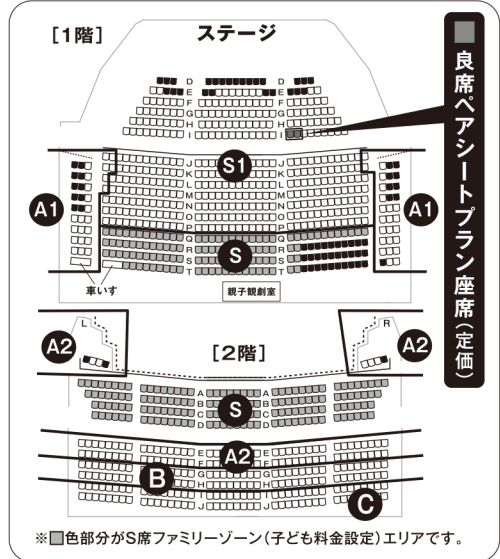 [1階]
ステージ
D D
E E
F F
G G
H H
I I
J J
K K
S1
L L
M M
N N
O O
P P
Q Q
R R
S
S S
T T
A1
A1
車いす
親子観劇室
良席ペアシートプラン座席(定価)
A2
L
[2階]
R
A2
A A
B B
S
C C
D D
E E
A2
F F
G G
B
H H
I I
J J
C
※■色部分がS席ファミリーゾーン(子ども料金設定)エリアです。